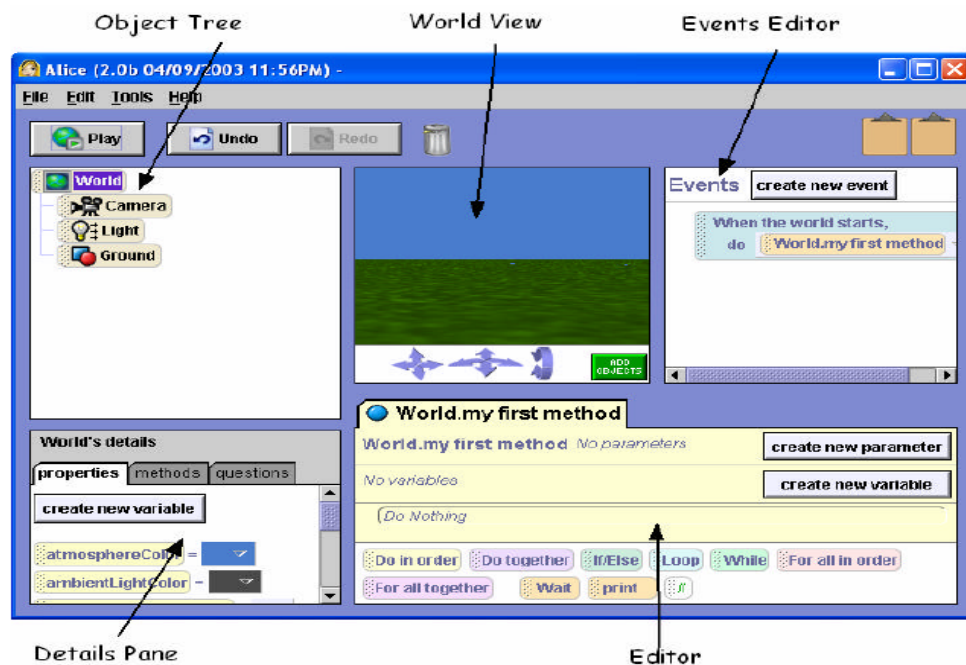 Object Tree
World View
Events Editor
Alice (2.0b 04/09/2003 11:56PM) -
File Edit Tools Help
Play
Undo
Redo
World
Camera
Light
Ground
ADD
OBJECTS
Events
create new event
When the world starts,
do World.my first method
World's details
properties
methods
questions
create new variable
atmosphereColor =
ambientLightColor =
World.my first method
World.my first method No parameters
create new parameter
No variables
create new variable
(Do Nothing
Do in order
Do together
If/Else
Loop
While
For all in order
For all together
Wait
print
//
Details Pane
Editor